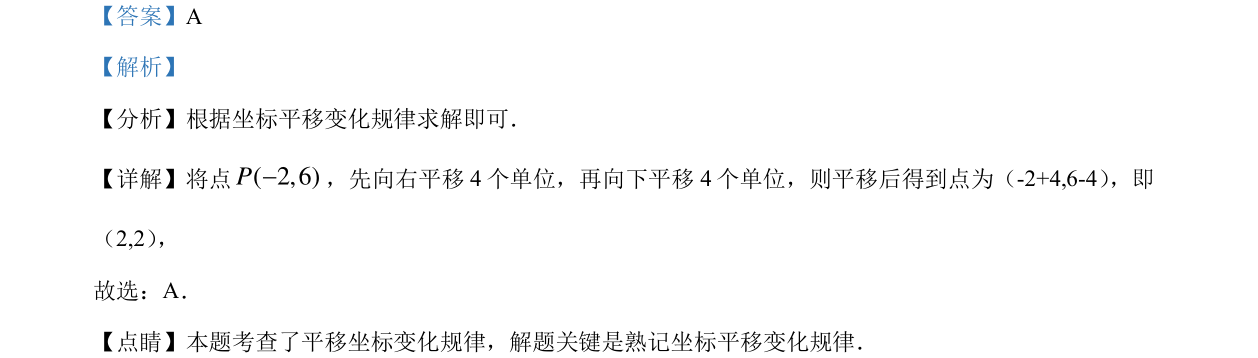 【答案】A
【解析】
【分析】根据坐标平移变化规律求解即可．
【详解】将点 P(−2,6) ，先向右平移 4 个单位，再向下平移 4 个单位，则平移后得到点为（-2+4,6-4），即
（2,2），
故选：A．
【点睛】本题考查了平移坐标变化规律，解题关键是熟记坐标平移变化规律．